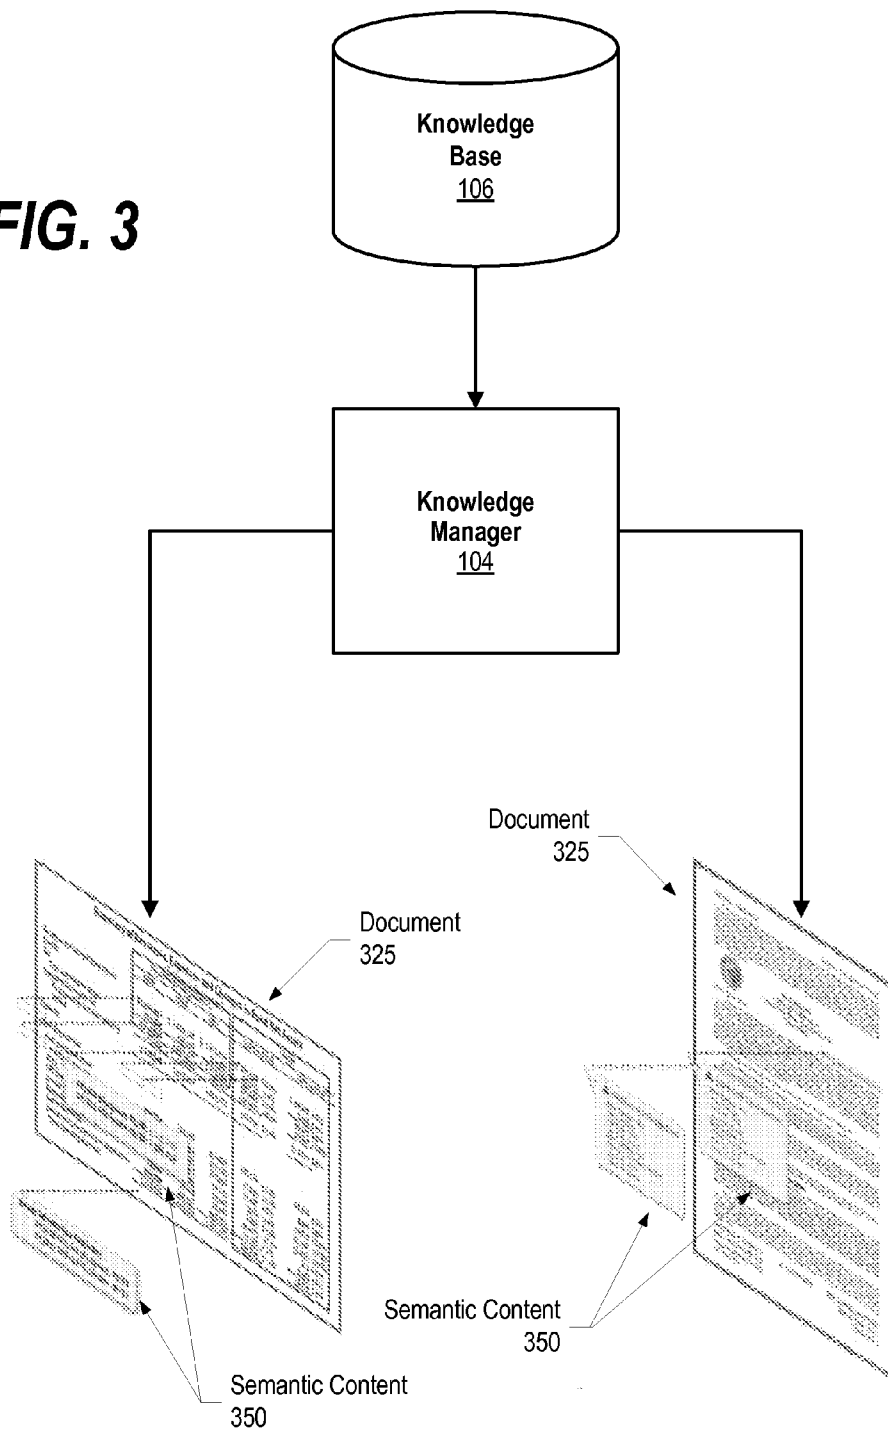 Knowledge
Base
106
FIG. 3
Knowledge
Manager
104
Document
325
Document
325
Semantic Content
350
Semantic Content
350